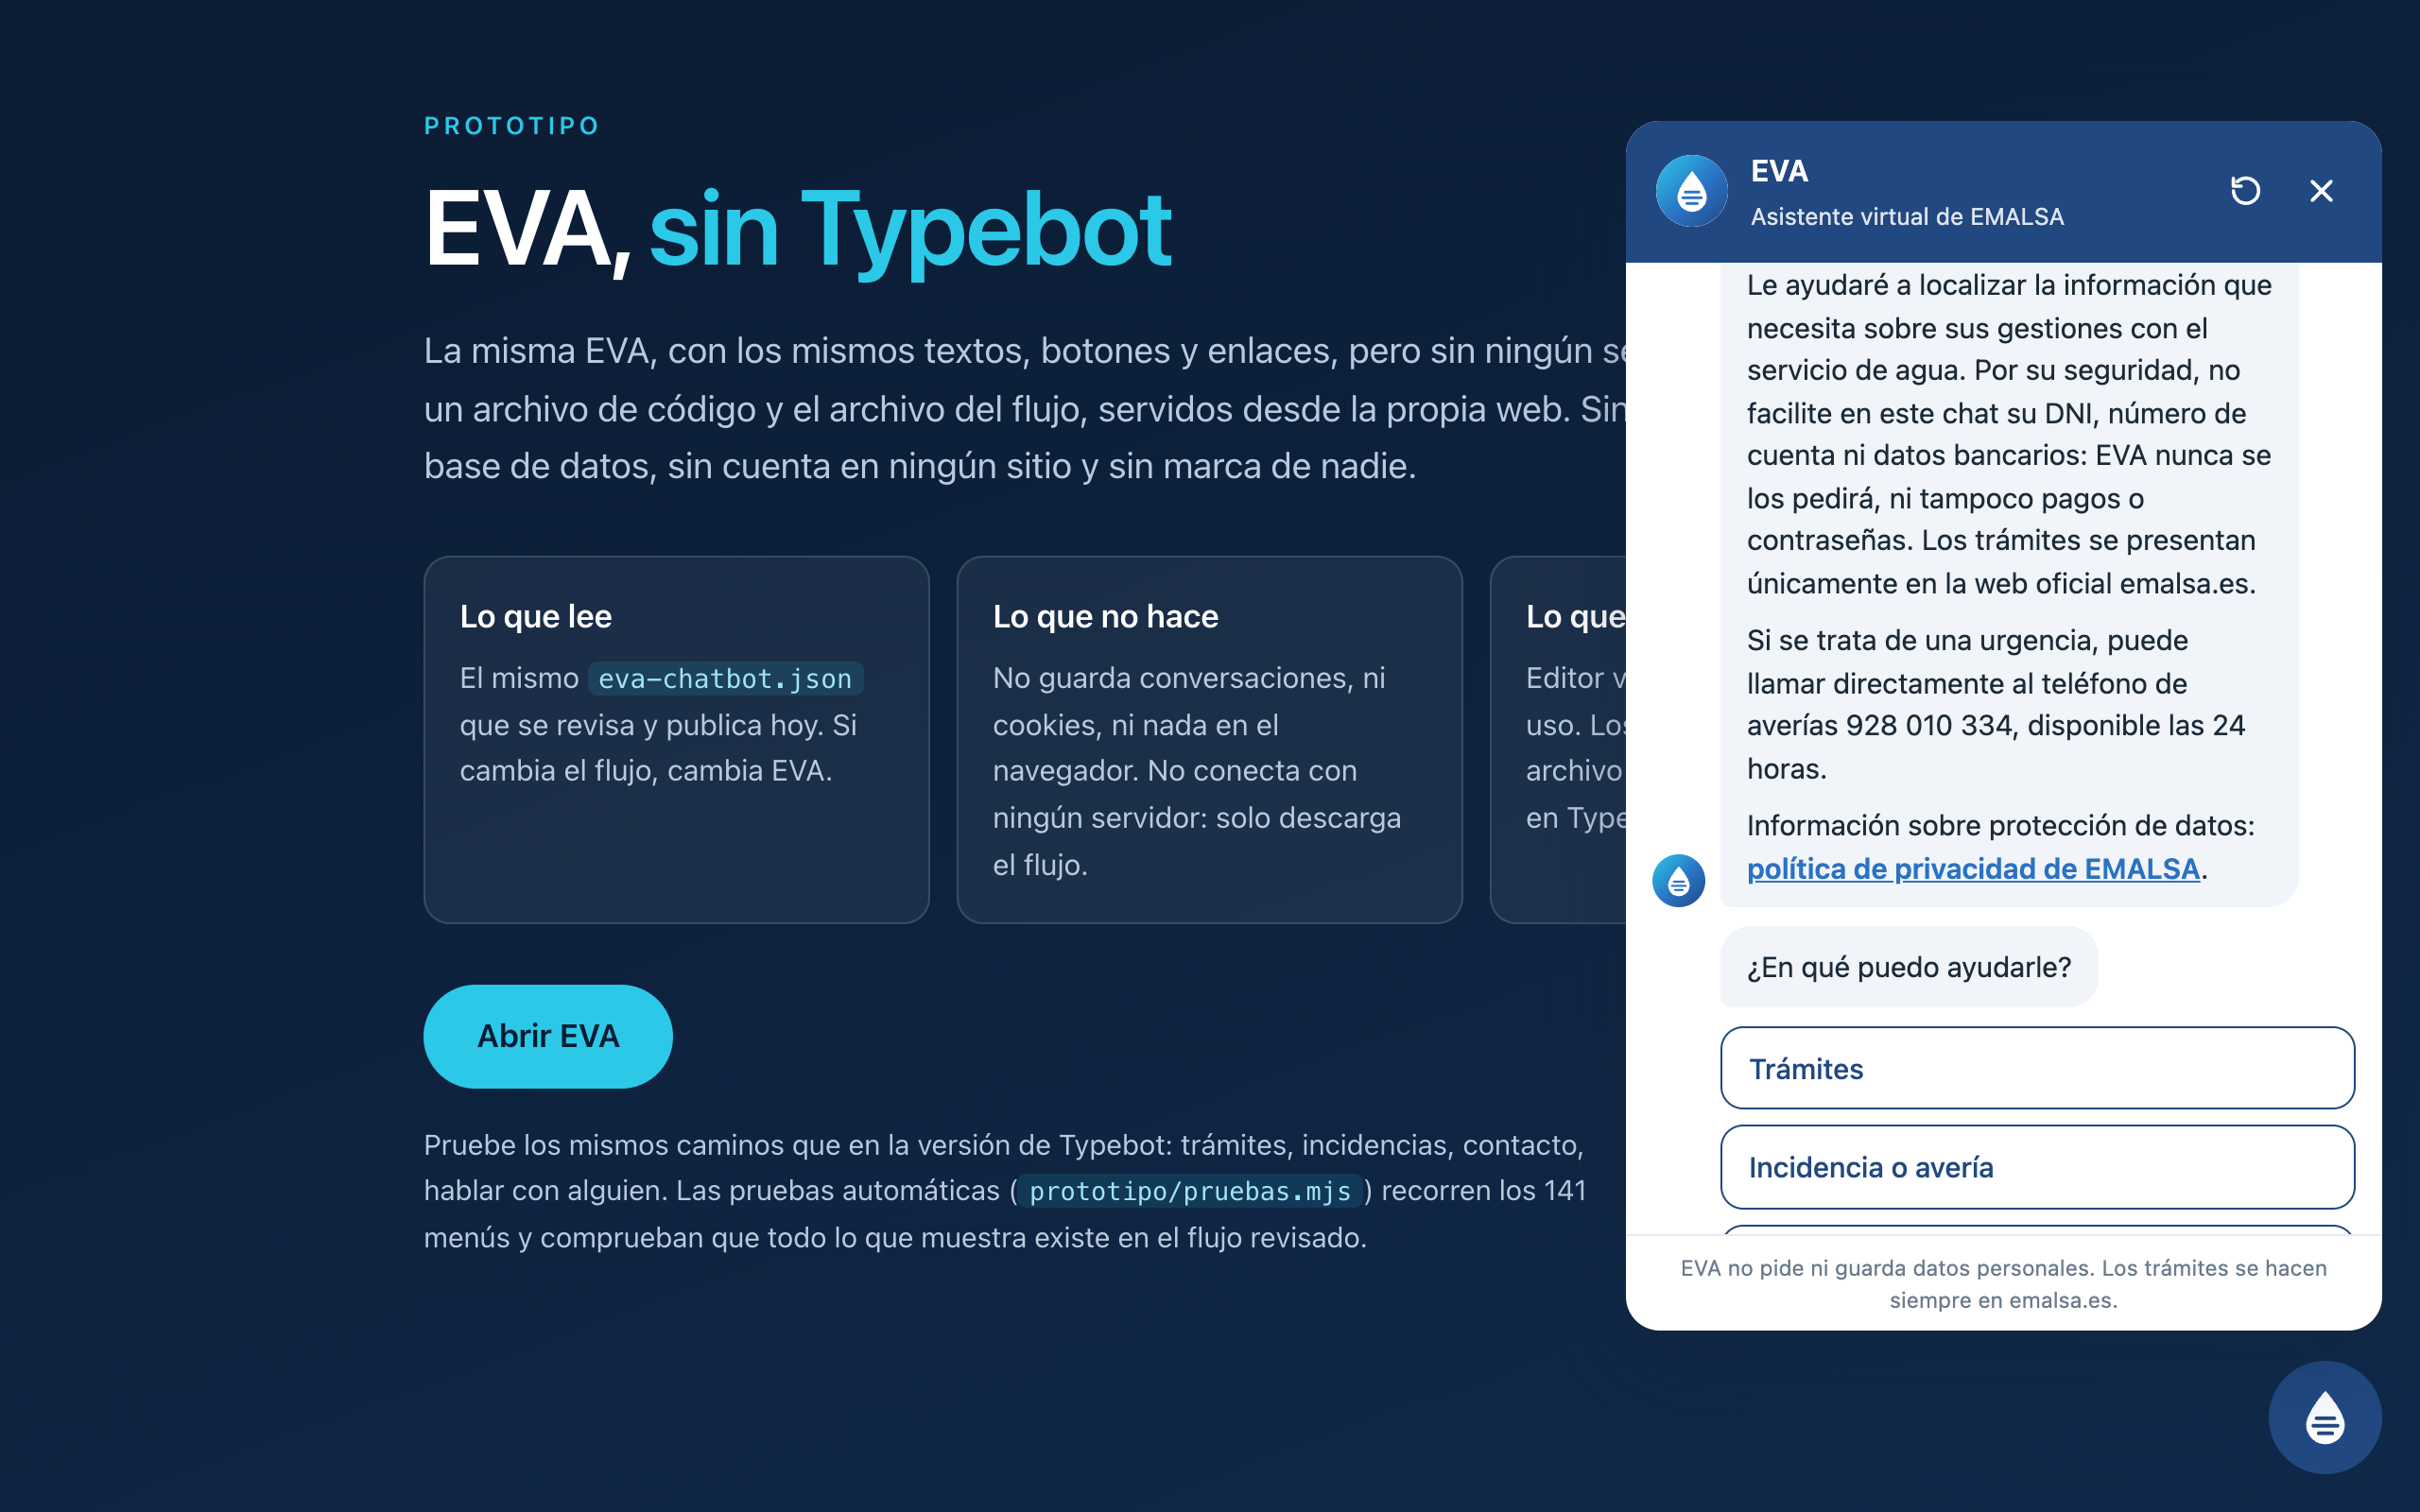 PROTOTIPO
EVA, sin Typebot
La misma EVA, con los mismos textos, botones y enlaces, pero sin ningún
un archivo de código y el archivo del flujo, servidos desde la propia web. Sin
base de datos, sin cuenta en ningún sitio y sin marca de nadie.
Lo que lee
El mismo eva-chatbot.json
que se revisa y publica hoy. Si
cambia el flujo, cambia EVA.
Lo que no hace
No guarda conversaciones, ni
cookies, ni nada en el
navegador. No conecta con
ningún servidor: solo descarga
el flujo.
Lo que
Editor
uso.
archivo
en
Abrir EVA
Pruebe los mismos caminos que en la versión de Typebot: trámites, incidencias, contacto,
hablar con alguien. Las pruebas automáticas (prototipo/pruebas.mjs) recorren los 141
menús y comprueban que todo lo que muestra existe en el flujo revisado.
EVA
Asistente virtual de EMALSA
Le ayudaré a localizar la información que
necesita sobre sus gestiones con el
servicio de agua. Por su seguridad, no
facilite en este chat su DNI, número de
cuenta ni datos bancarios: EVA nunca se
los pedirá, ni tampoco pagos o
contraseñas. Los trámites se presentan
únicamente en la web oficial emalsa.es.
Si se trata de una urgencia, puede
llamar directamente al teléfono de
averías 928 010 334, disponible las 24
horas.
Información sobre protección de datos:
política de privacidad de EMALSA.
¿En qué puedo ayudarle?
Trámites
Incidencia o avería
EVA no pide ni guarda datos personales. Los trámites se hacen
siempre en emalsa.es.